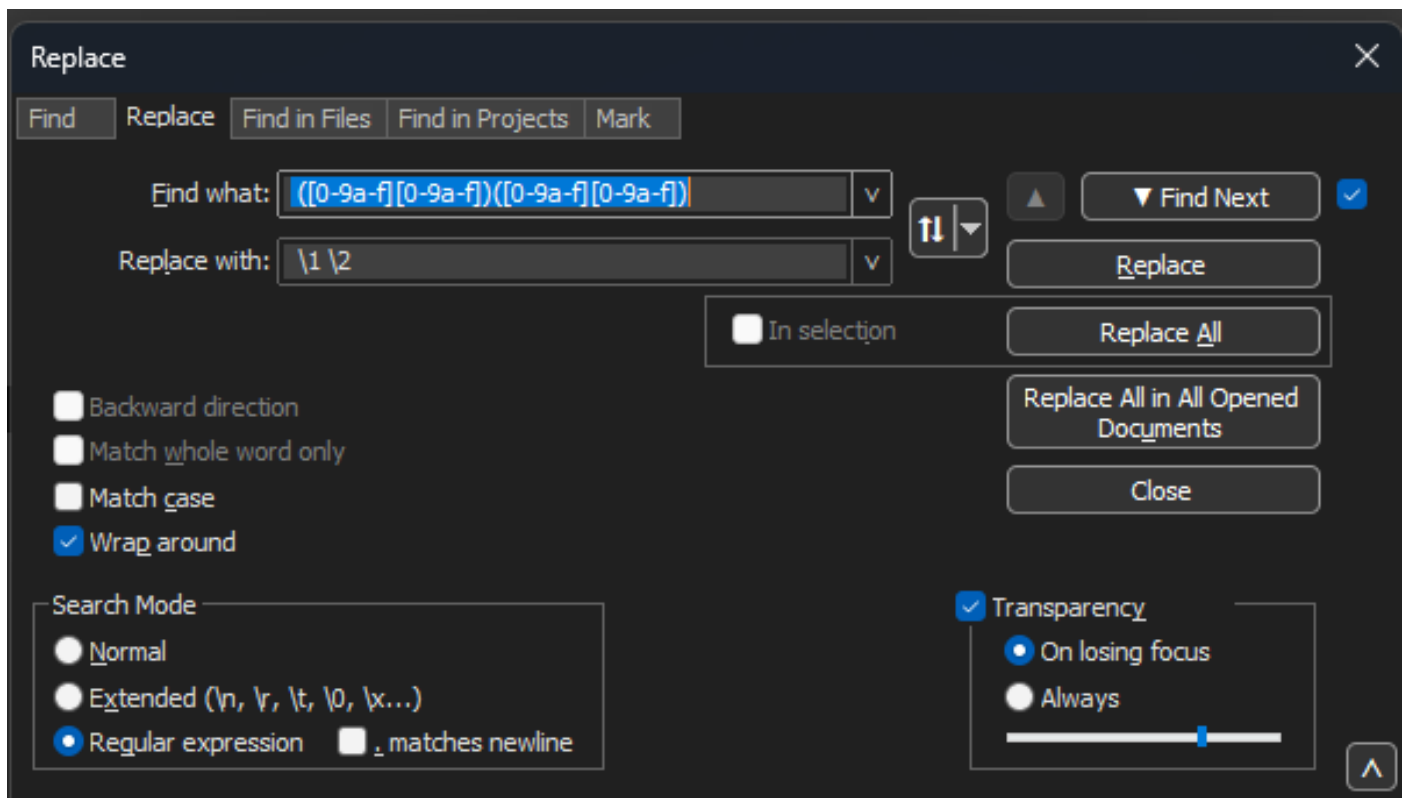 Replace
Find Replace Find in Files Find in Projects Mark
Find what: ([0-9a-f][0-9a-f])([0-9a-f][0-9a-f])
▼ Find Next
Replace with: \1 \2
Replace
In selection
Replace All
Backward direction
Replace All in All Opened
Documents
Match whole word only
Match case
Close
Wrap around
Search Mode
Normal
Extended (\n, \r, \t, \0, \x...)
Regular expression . matches newline
Transparency
On losing focus
Always